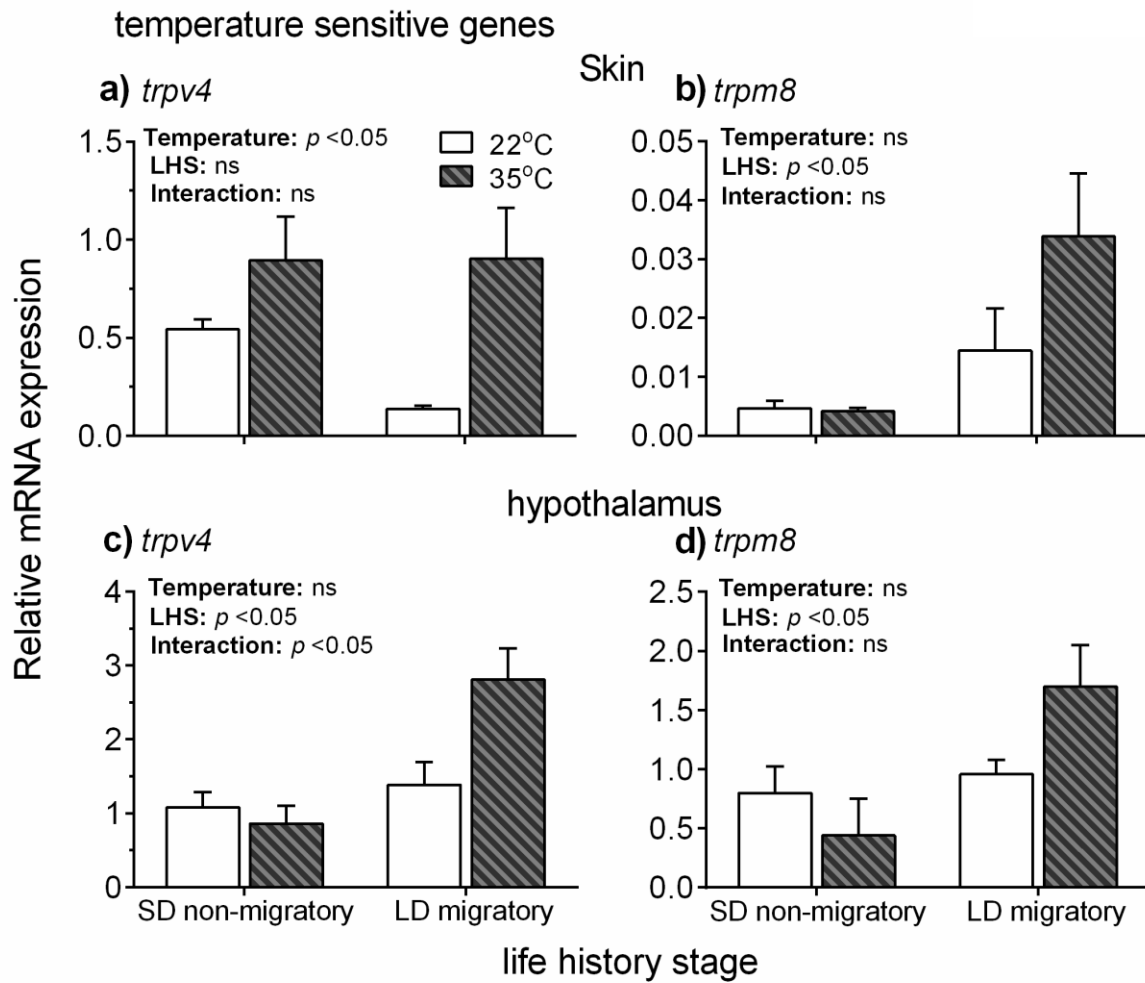 temperature sensitive genes
Skin
a) trpv4
b) trpm8
Temperature: p <0.05
LHS: ns
Interaction: ns
22°C
35°C
Temperature: ns
LHS: p <0.05
Interaction: ns
1.5
1.0
0.5
0.0
0.05
0.04
0.03
0.02
0.01
0.00
Relative mRNA expression
hypothalamus
c) trpv4
d) trpm8
Temperature: ns
LHS: p <0.05
Interaction: p <0.05
Temperature: ns
LHS: p <0.05
Interaction: ns
4
3
2
1
0
2.5
2.0
1.5
1.0
0.5
0.0
SD non-migratory LD migratory
SD non-migratory LD migratory
life history stage